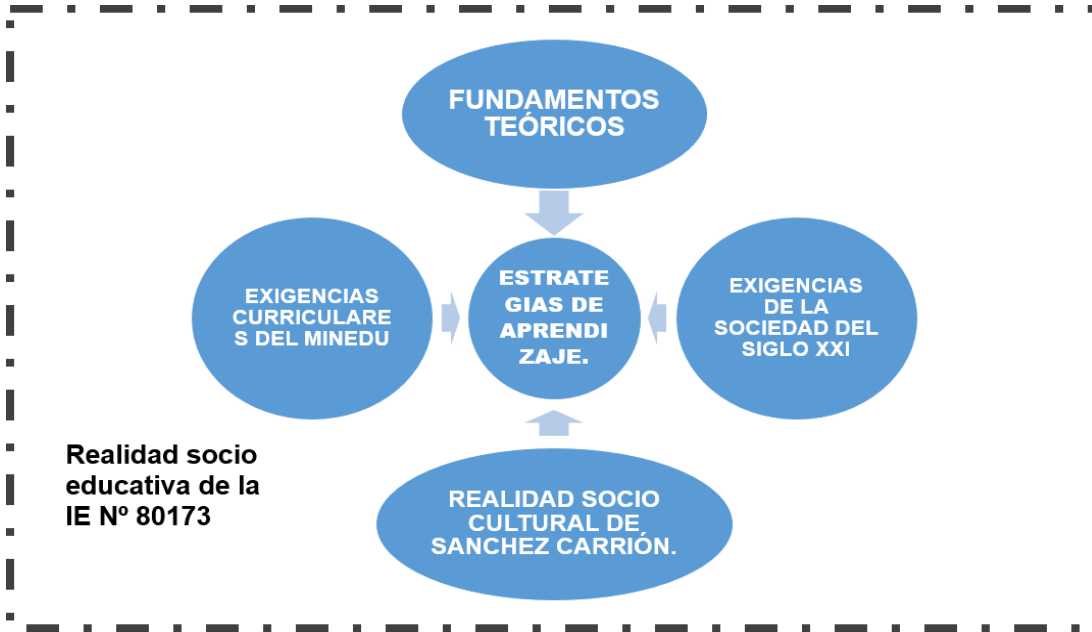 FUNDAMENTOS
TEÓRICOS
EXIGENCIAS
CURRICULARE
S DEL MINEDU
ESTRATE
GIAS DE
APRENDI
ZAJE.
EXIGENCIAS
DE LA
SOCIEDAD DEL
SIGLO XXI
Realidad socio
educativa de la
IE Nº 80173
REALIDAD SOCIO
CULTURAL DE
SANCHEZ CARRIÓN.